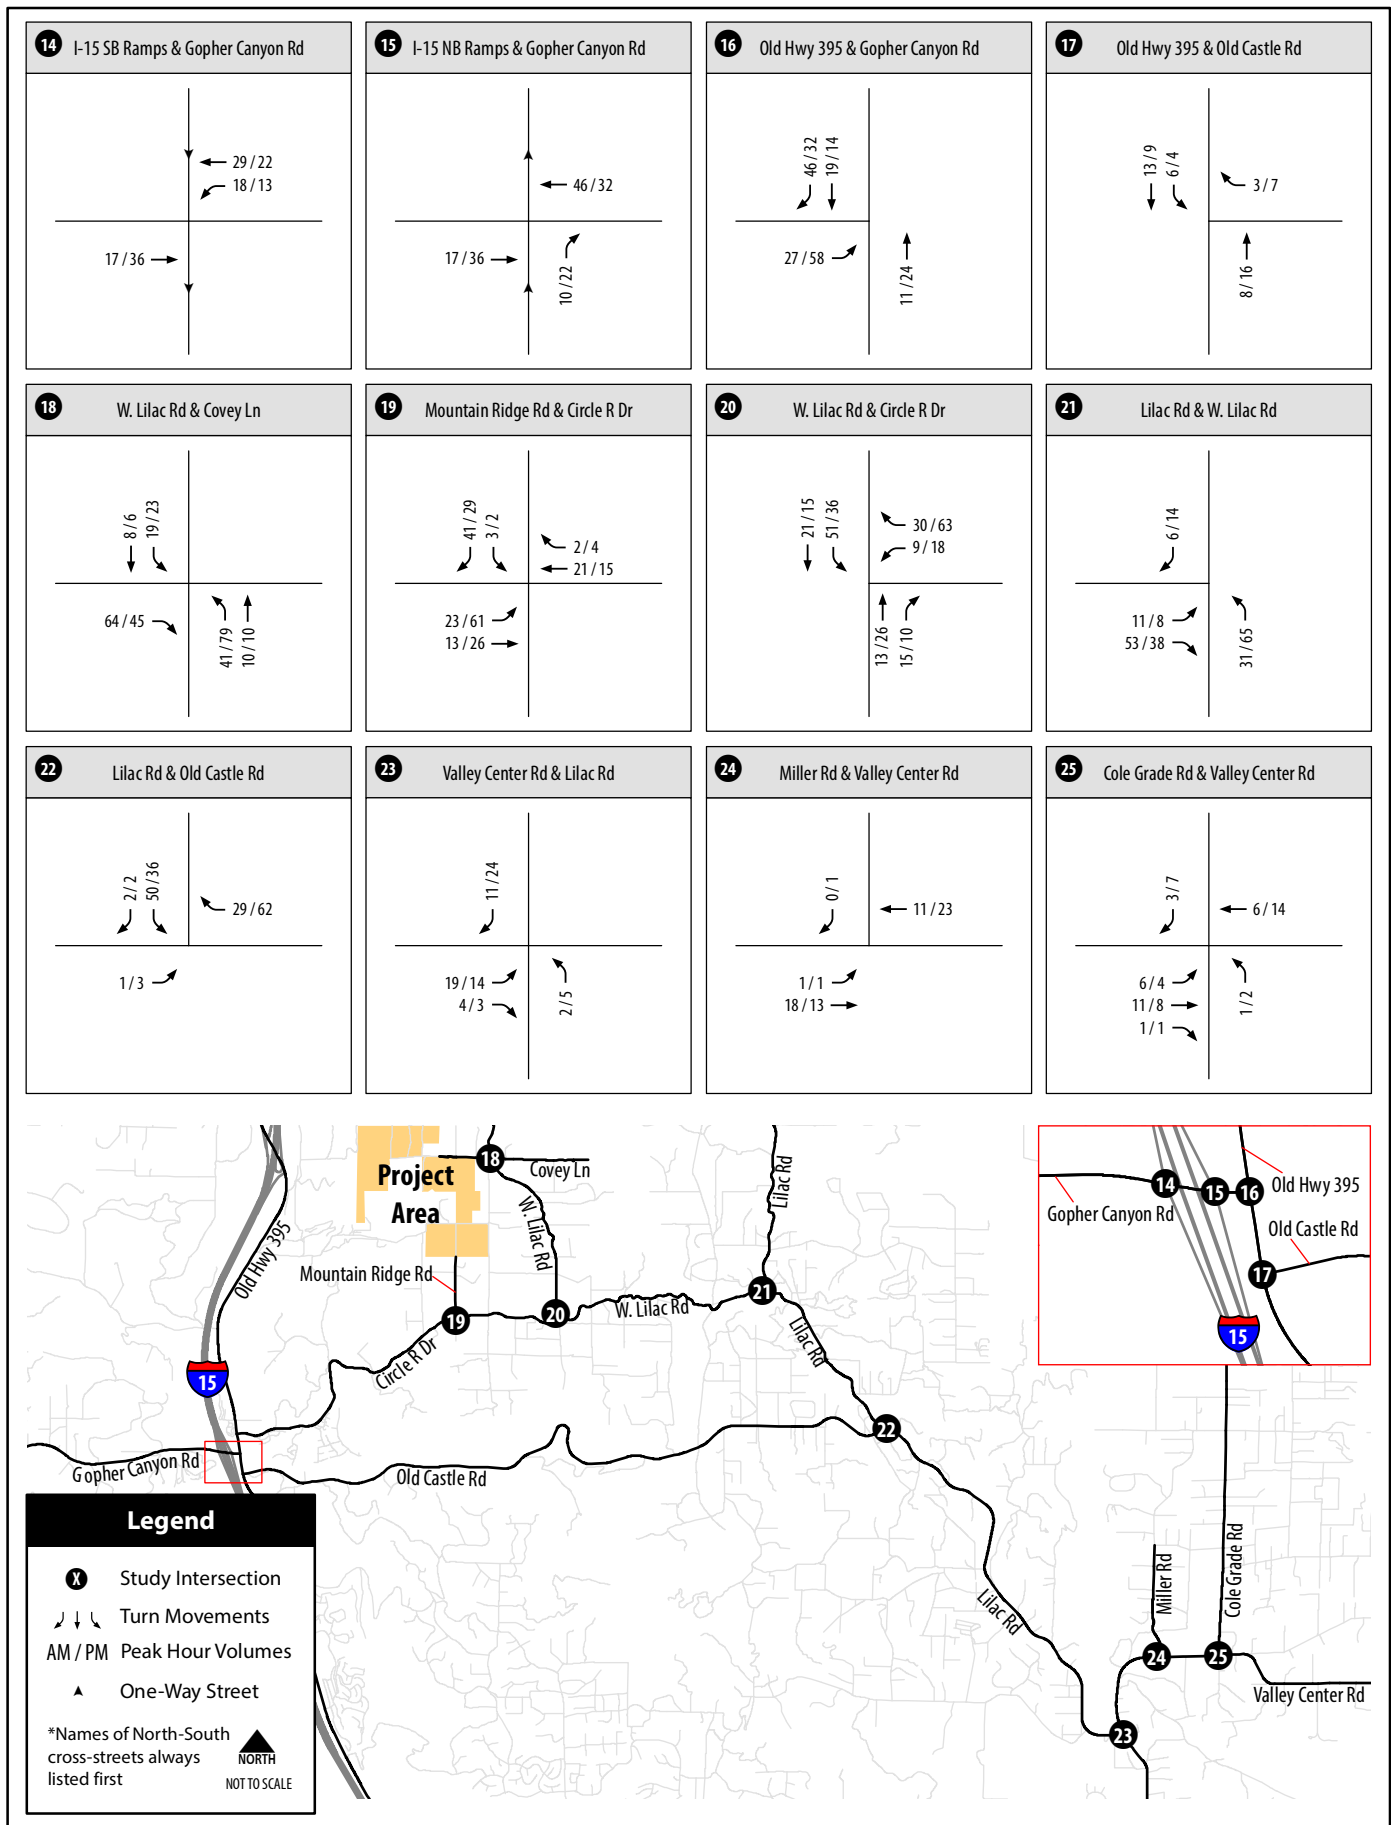 14 I-15 SB Ramps & Gopher Canyon Rd
29 / 22
18 / 13
17 / 36
15 I-15 NB Ramps & Gopher Canyon Rd
46 / 32
17 / 36
10 / 22
16 Old Hwy 395 & Gopher Canyon Rd
46 / 32
19 / 14
27 / 58
11 / 24
17 Old Hwy 395 & Old Castle Rd
13 / 9
6 / 4
3 / 7
8 / 16
18 W. Lilac Rd & Covey Ln
8 / 6
19 / 23
64 / 45
41 / 79
10 / 10
19 Mountain Ridge Rd & Circle R Dr
41 / 29
3 / 2
2 / 4
21 / 15
23 / 61
13 / 26
20 W. Lilac Rd & Circle R Dr
21 / 15
51 / 36
30 / 63
9 / 18
13 / 26
15 / 10
21 Lilac Rd & W. Lilac Rd
6 / 14
11 / 8
53 / 38
31 / 65
22 Lilac Rd & Old Castle Rd
2 / 2
50 / 36
29 / 62
1 / 3
23 Valley Center Rd & Lilac Rd
11 / 24
19 / 14
4 / 3
2 / 5
24 Miller Rd & Valley Center Rd
0 / 1
11 / 23
1 / 1
18 / 13
25 Cole Grade Rd & Valley Center Rd
3 / 7
6 / 14
6 / 4
11 / 8
1 / 1
1 / 2
Project
Area
18
Covey Ln
W. Lilac Rd
Lilac Rd
Old Hwy 395
Mountain Ridge Rd
19
20
W. Lilac Rd
21
Lilac Rd
Circle R Dr
15
22
Gopher Canyon Rd
Old Castle Rd
Lilac Rd
Miller Rd
Cole Grade Rd
24
25
Valley Center Rd
23
14
15
16
Old Hwy 395
Gopher Canyon Rd
Old Castle Rd
17
15
Legend
X Study Intersection
Turn Movements
AM / PM Peak Hour Volumes
One-Way Street
*Names of North-South
cross-streets always
listed first
NORTH
NOT TO SCALE